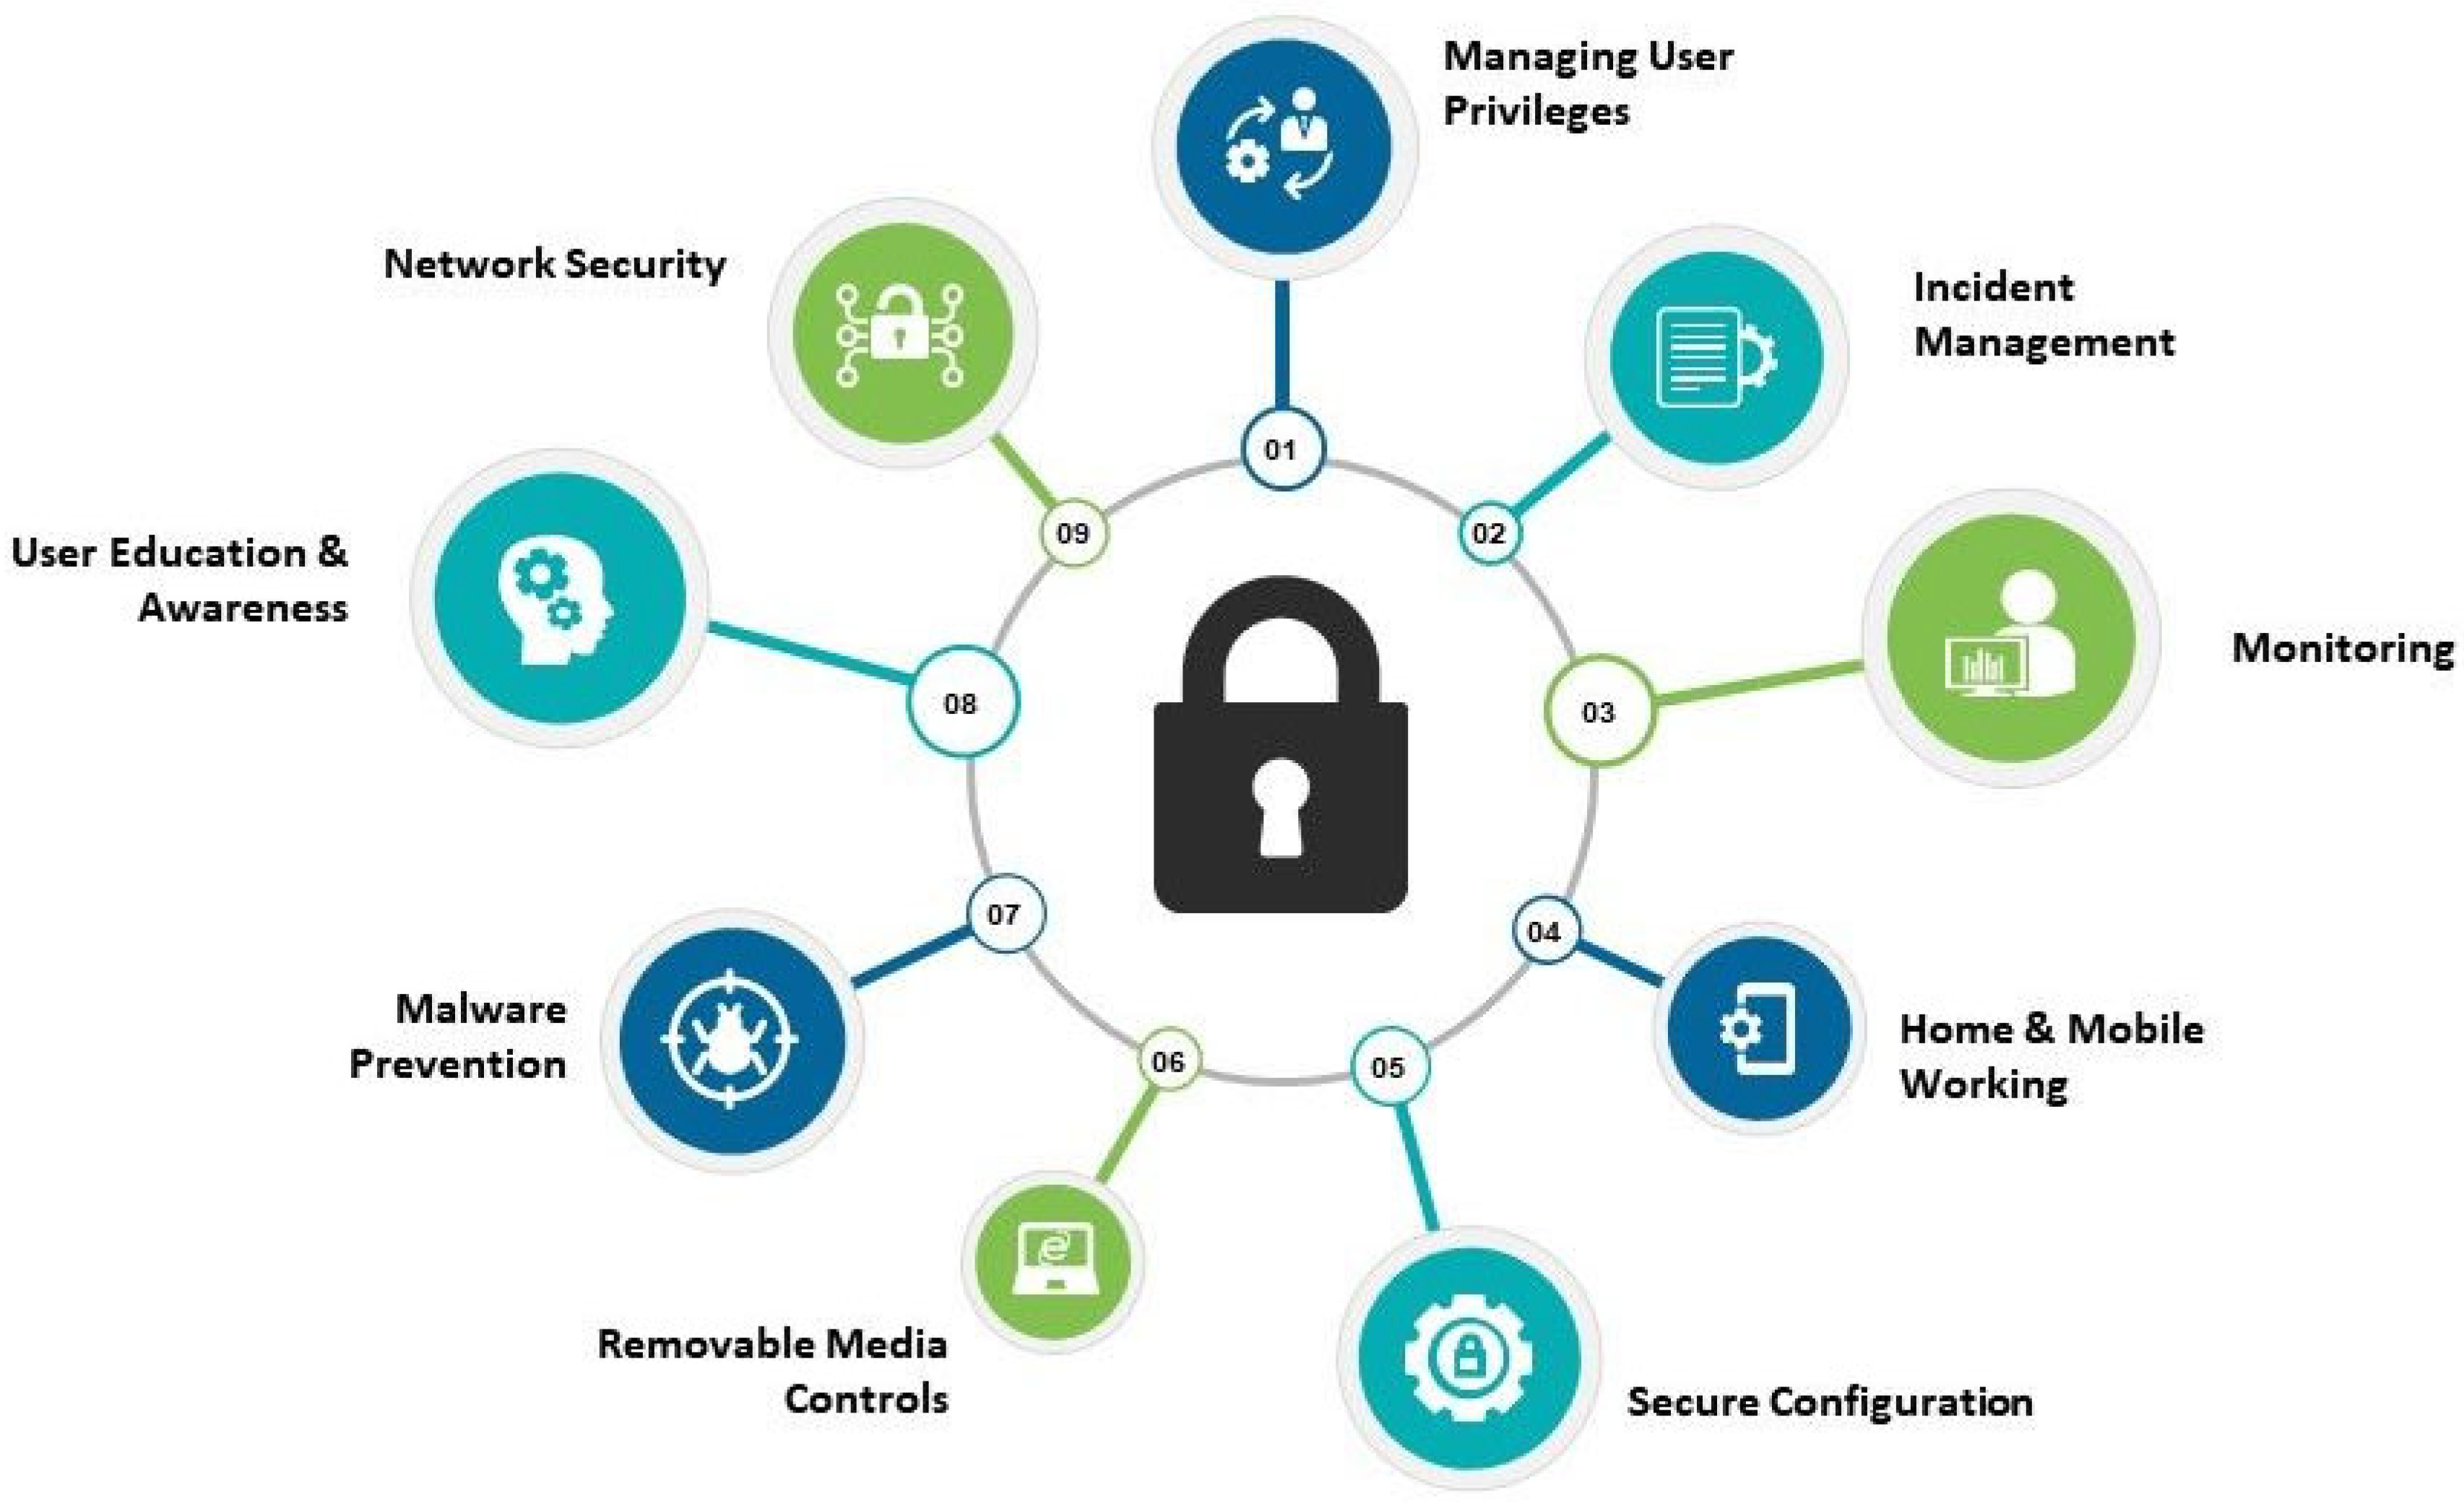 Managing User
Privileges
01
Incident
Management
02
Monitoring
03
Home & Mobile
Working
04
Secure Configuration
05
Removable Media
Controls
06
Malware
Prevention
07
User Education &
Awareness
08
Network Security
09